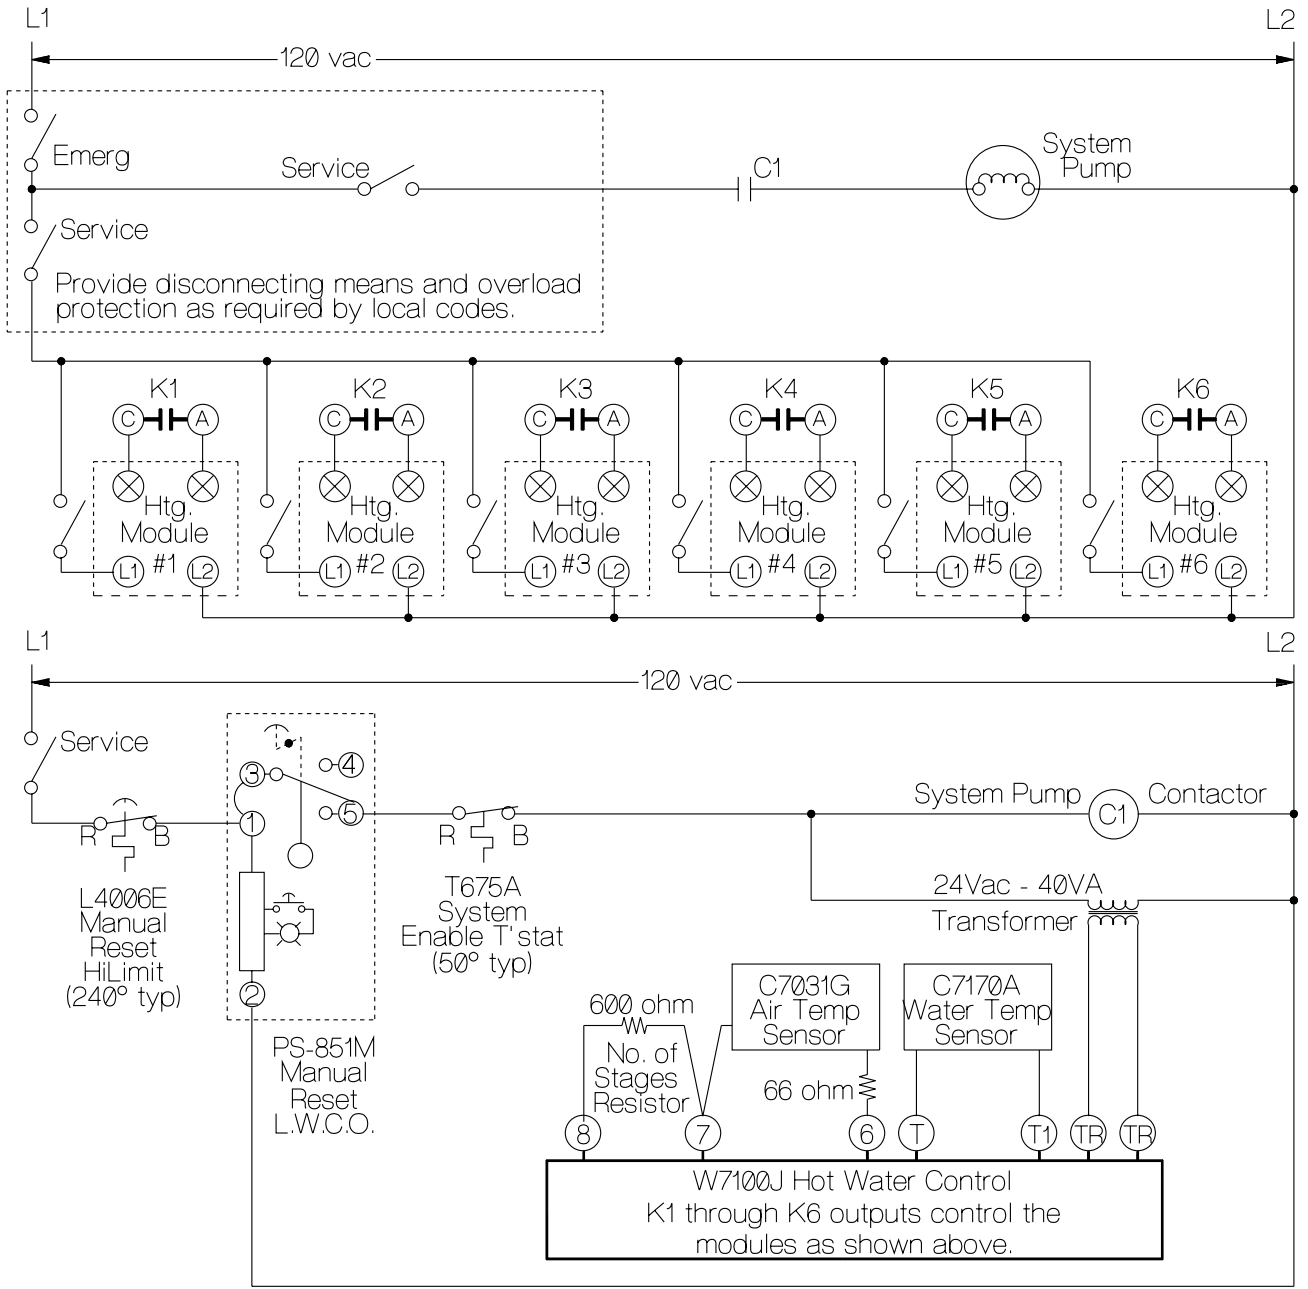 L1
L2
120 vac
Emerg
Service
C1
System
Pump
Service
Provide disconnecting means and overload
protection as required by local codes.
K1
K2
K3
K4
K5
K6
C A
C A
C A
C A
C A
C A
Htg.
Module
#1
L1 L2
Htg.
Module
#2
L1 L2
Htg.
Module
#3
L1 L2
Htg.
Module
#4
L1 L2
Htg.
Module
#5
L1 L2
Htg.
Module
#6
L1 L2
L1
L2
120 vac
Service
3
4
1
5
2
R B
L4006E
Manual
Reset
HiLimit
(240° typ)
PS-851M
Manual
Reset
L.W.C.O.
R B
T675A
System
Enable T'stat
(50° typ)
System Pump
C1
Contactor
24Vac - 40VA
Transformer
600 ohm
No. of
Stages
Resistor
C7031G
Air Temp
Sensor
66 ohm
C7170A
Water Temp
Sensor
8
7
6
T
T1
TR
TR
W7100J Hot Water Control
K1 through K6 outputs control the
modules as shown above.